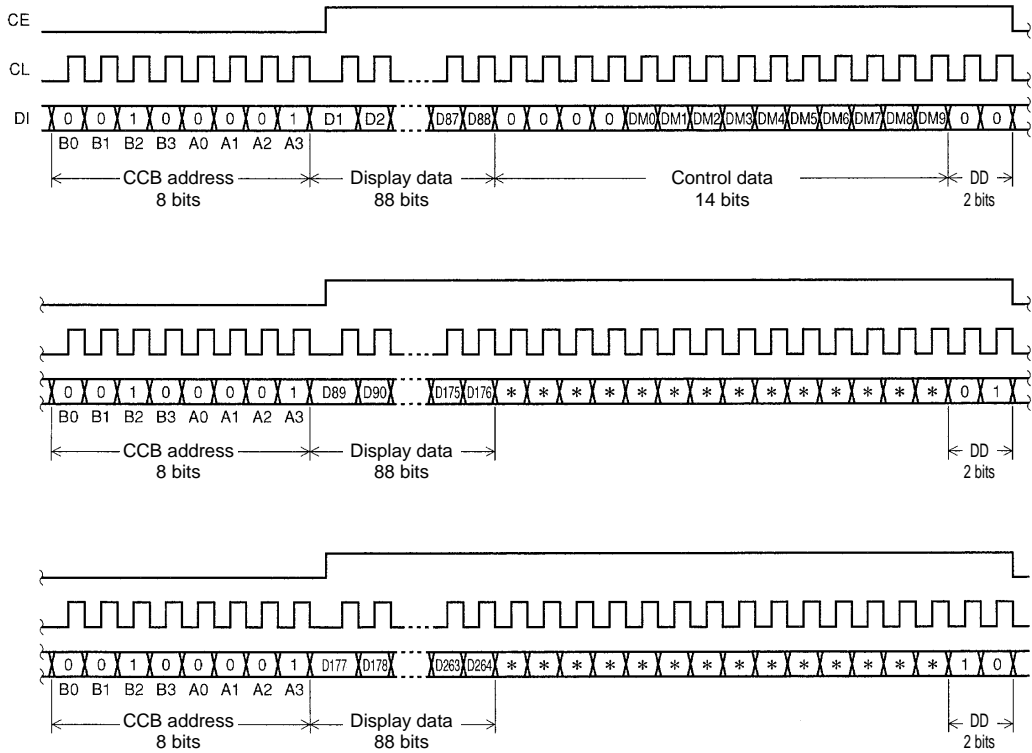 CE
CL
DI 0 0 1 0 0 0 0 1 D1 D2 D87 D88 0 0 0 0 DM0 DM1 DM2 DM3 DM4 DM5 DM6 DM7 DM8 DM9 0 0
B0 B1 B2 B3 A0 A1 A2 A3
CCB address Display data Control data DD
8 bits 88 bits 14 bits 2 bits
0 0 1 0 0 0 0 1 D89 D90 D175 D176 * * * * * * * * * * * * * * 0 1
B0 B1 B2 B3 A0 A1 A2 A3
CCB address Display data DD
8 bits 88 bits 2 bits
0 0 1 0 0 0 0 1 D177 D178 D263 D264 * * * * * * * * * * * * * * 1 0
B0 B1 B2 B3 A0 A1 A2 A3
CCB address Display data DD
8 bits 88 bits 2 bits